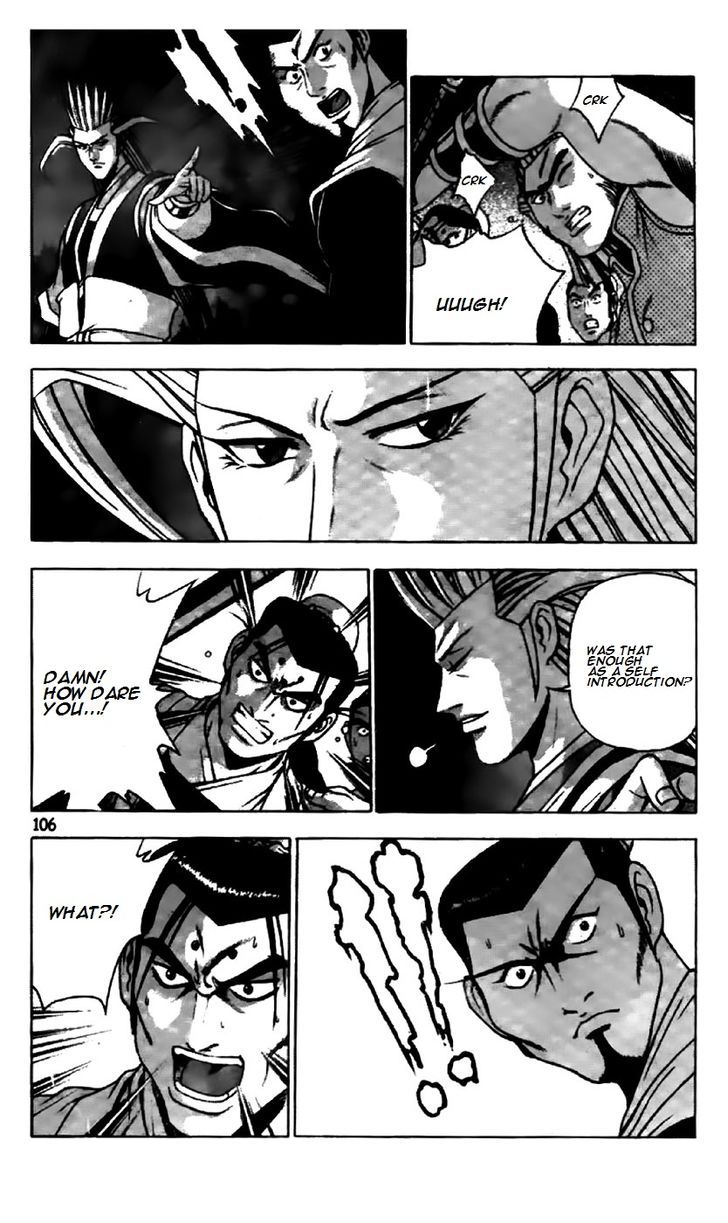 CRK
CRK
UUUGH!
WAS THAT
ENOUGH
AS A SELF
INTRODUCTION?
DAMN!
HOW DARE
YOU...!
106
WHAT?!